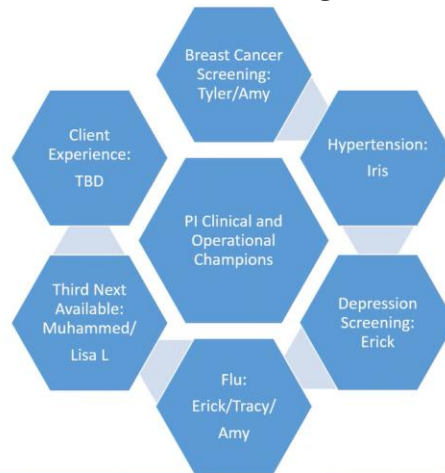 Breast Cancer
Screening:
Tyler/Amy
Hypertension:
Iris
Depression
Screening:
Erick
Flu:
Erick/Tracy/
Amy
Third Next
Available:
Muhammed/
Lisa L
Client
Experience:
TBD
PI Clinical and
Operational
Champions